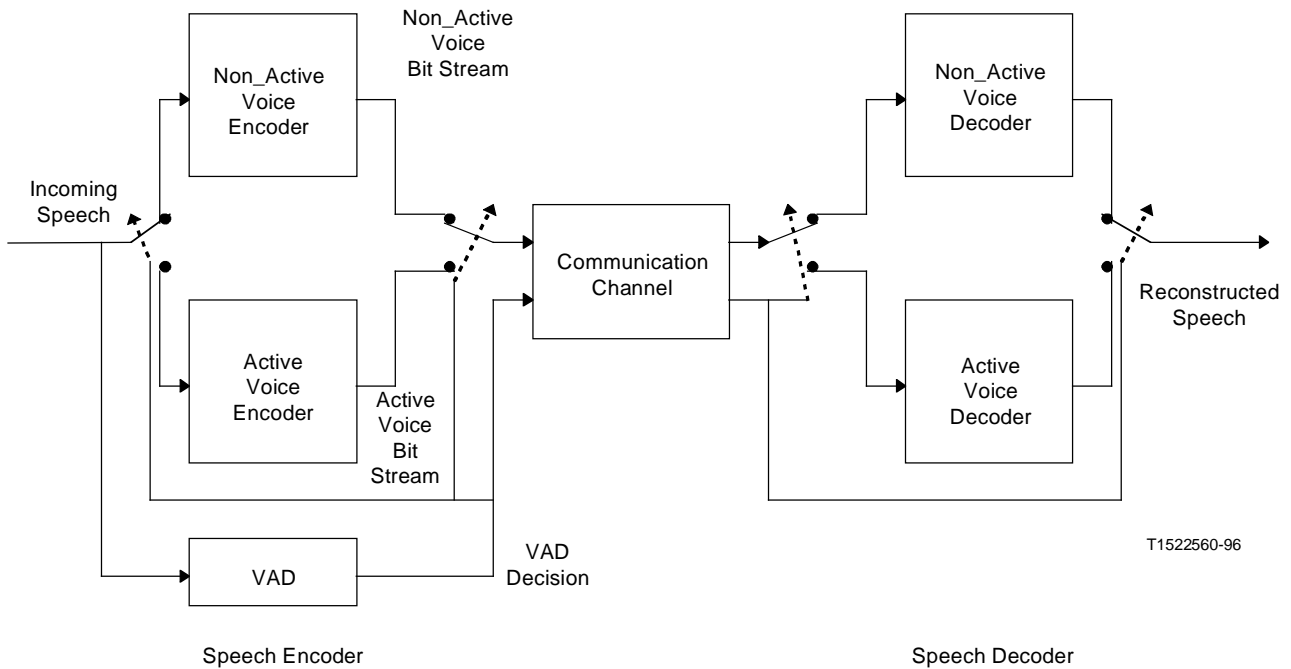 Non_Active
Voice
Bit Stream
Non_Active
Voice
Encoder
Non_Active
Voice
Decoder
Incoming
Speech
Communication
Channel
Reconstructed
Speech
Active
Voice
Encoder
Active
Voice
Bit
Stream
Active
Voice
Decoder
VAD
VAD
Decision
T1522560-96
Speech Encoder
Speech Decoder